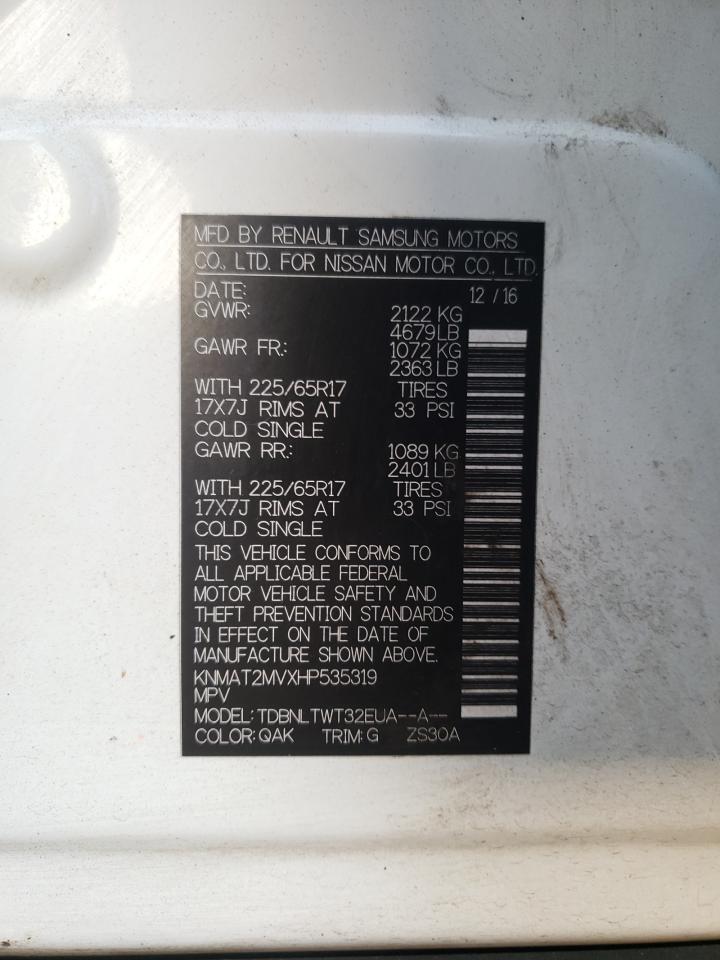 MFD BY RENAULT SAMSUNG MOTORS
CO., LTD. FOR NISSAN MOTOR CO., LTD.
DATE: 12 / 16
GVWR: 2122 KG
4679 LB
GAWR FR.: 1072 KG
2363 LB
WITH 225/65R17 TIRES
17X7J RIMS AT 33 PSI
COLD SINGLE
GAWR RR.: 1089 KG
2401 LB
WITH 225/65R17 TIRES
17X7J RIMS AT 33 PSI
COLD SINGLE
THIS VEHICLE CONFORMS TO
ALL APPLICABLE FEDERAL
MOTOR VEHICLE SAFETY AND
THEFT PREVENTION STANDARDS
IN EFFECT ON THE DATE OF
MANUFACTURE SHOWN ABOVE.
KNMAT2MVXHP535319
MPV
MODEL: TDBNLTWT32EUA--A--
COLOR: QAK TRIM: G ZS30A